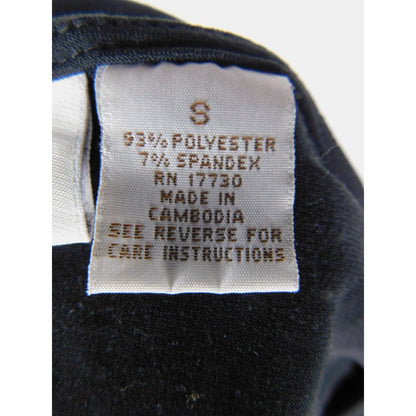 S
93% POLYESTER
7% SPANDEX
RN 17730
MADE IN
CAMBODIA
SEE REVERSE FOR
CARE INSTRUCTIONS